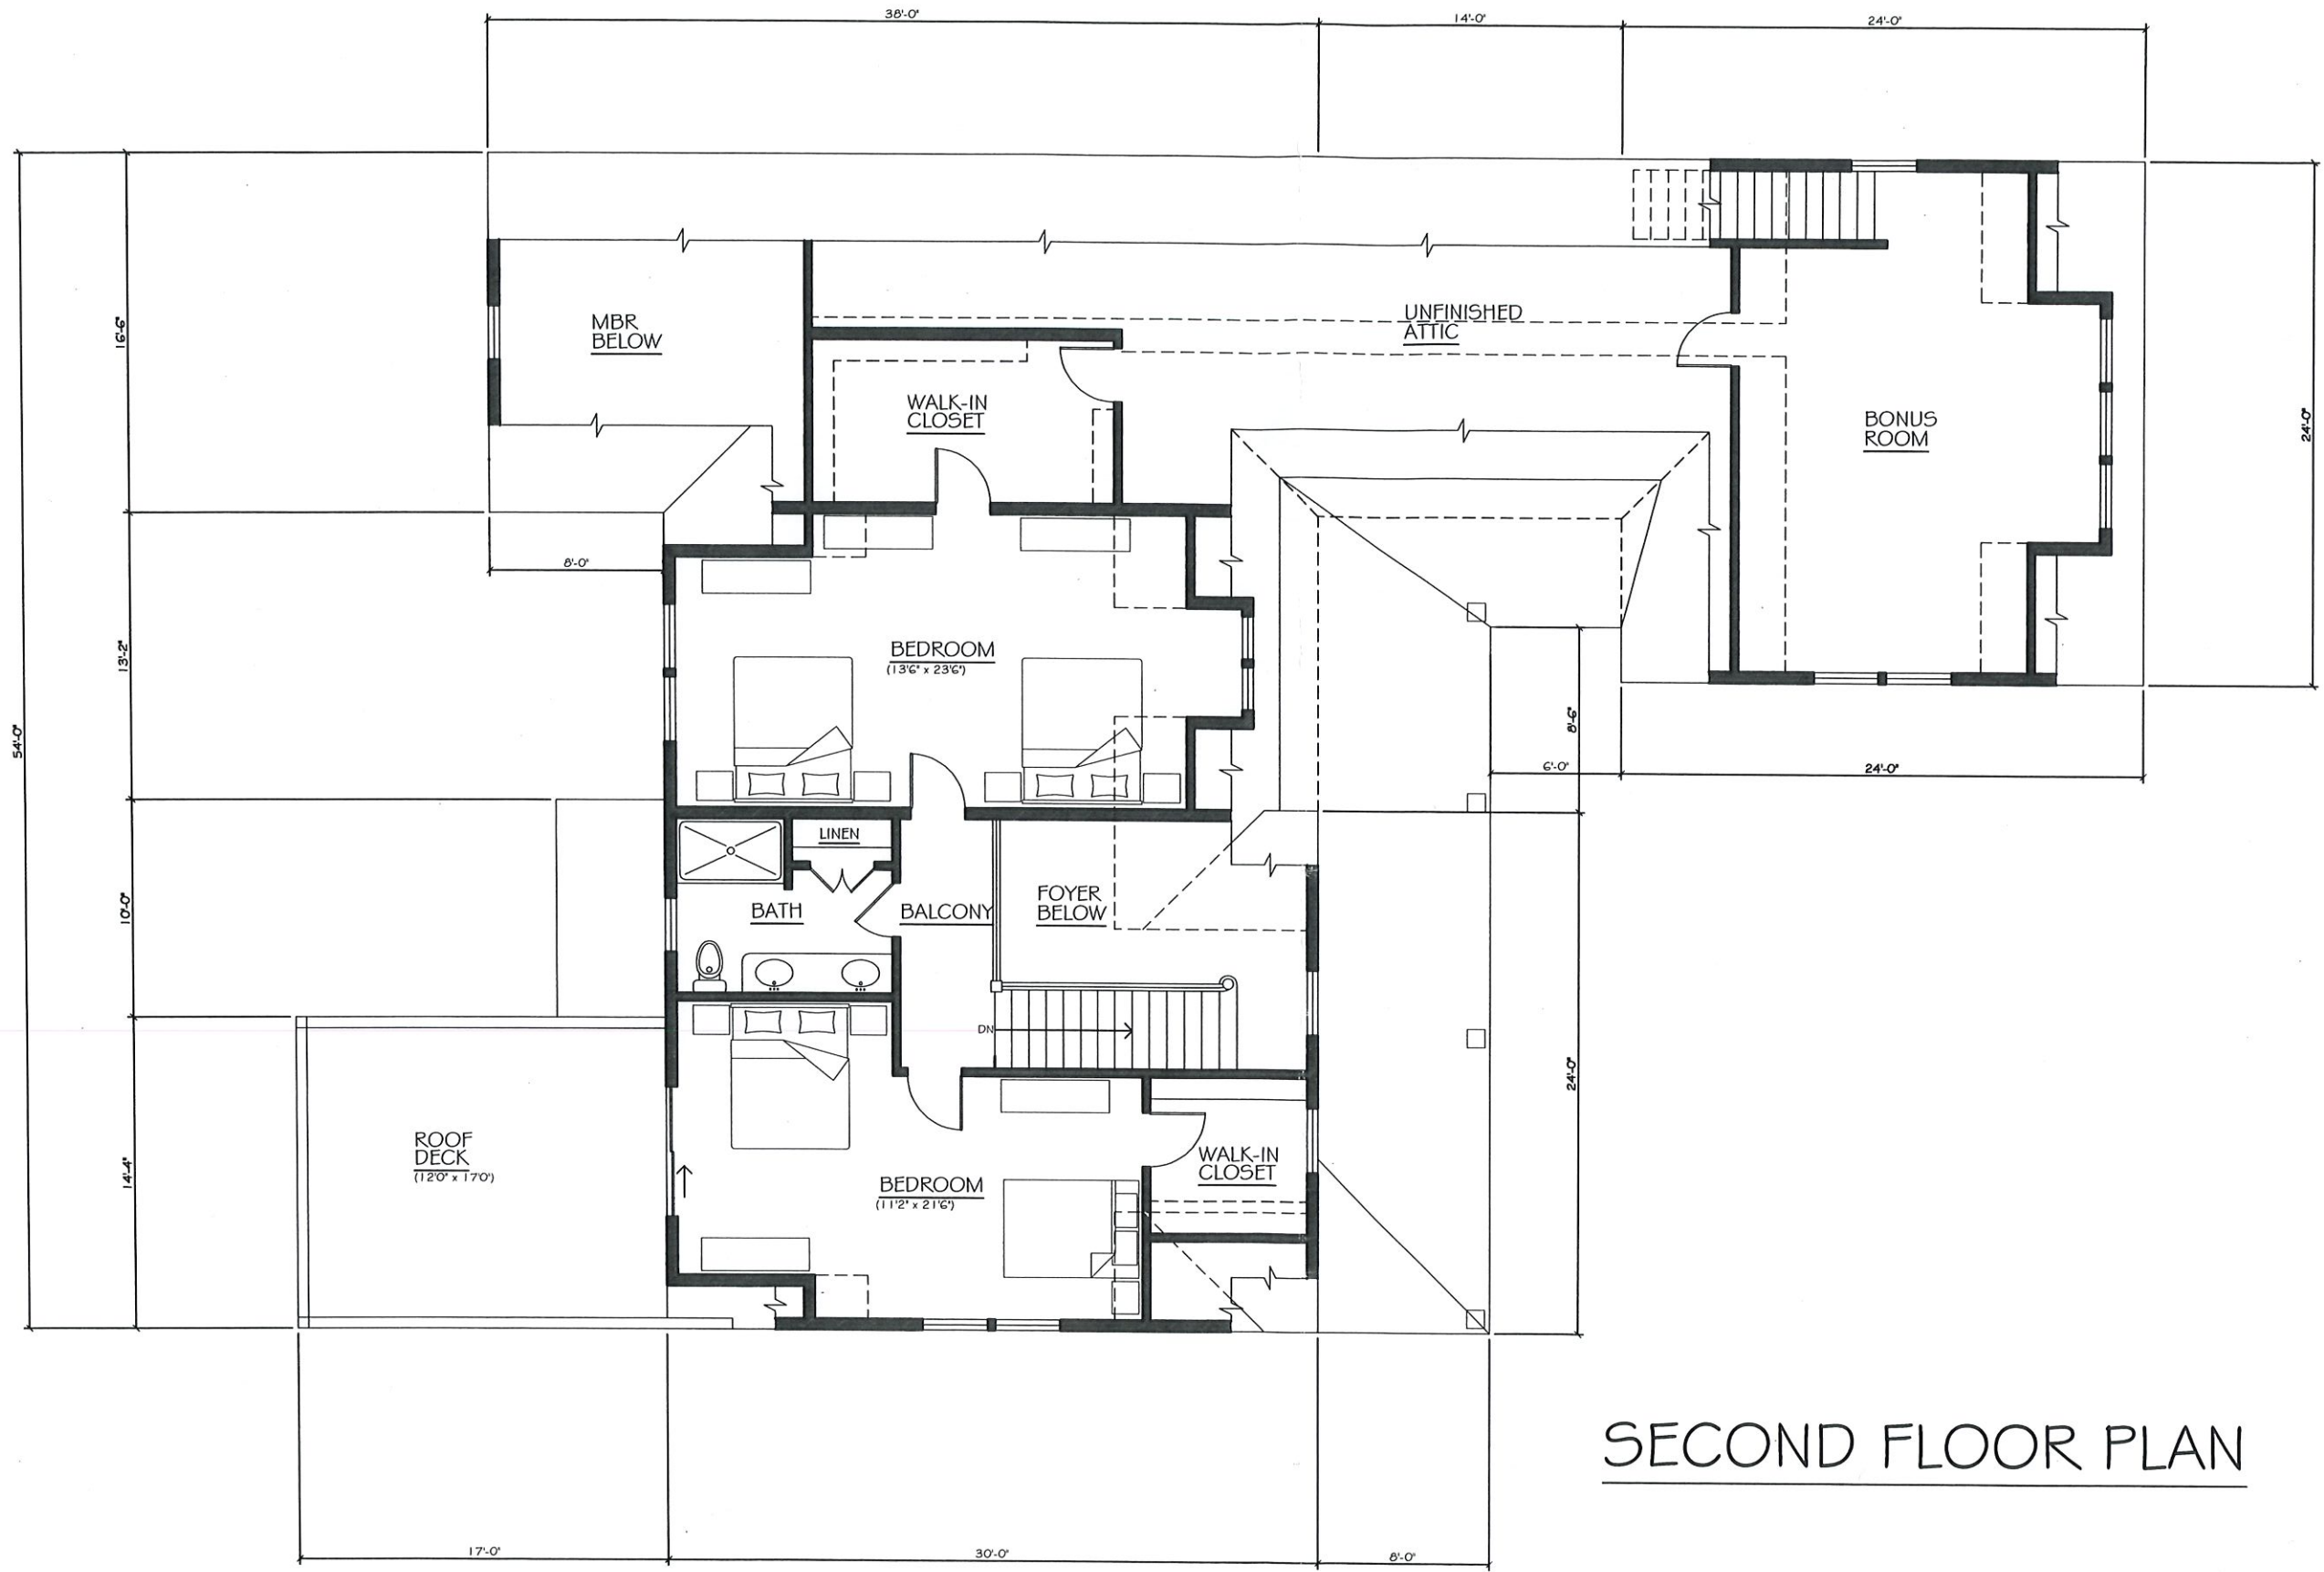 38'-0"
14'-0"
24'-0"
16'-6"
MBR
BELOW
UNFINISHED
ATTIC
WALK-IN
CLOSET
BONUS
ROOM
24'-0"
8'-0"
13'-2"
BEDROOM
(13'6" x 23'6")
54'-0"
8'-6"
6'-0"
24'-0"
LINEN
10'-0"
BATH
BALCONY
FOYER
BELOW
DN
24'-0"
14'-4"
ROOF
DECK
(12'0" x 17'0")
BEDROOM
(11'2" x 21'6")
WALK-IN
CLOSET
SECOND FLOOR PLAN
17'-0"
30'-0"
8'-0"